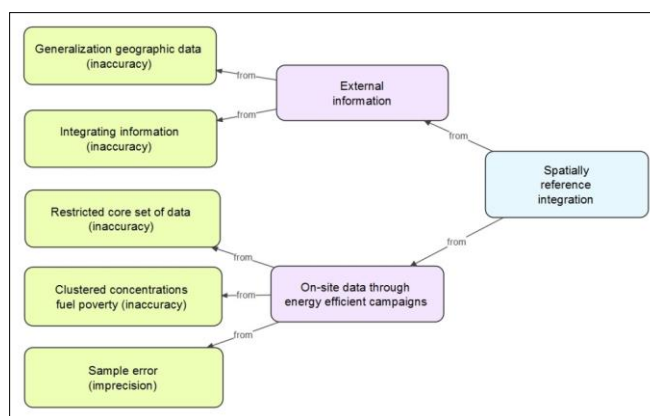 Generalization geographic data
(inaccuracy)
from
External
information
from
Integrating information
(inaccuracy)
from
Spatially
reference
integration
Restricted core set of data
(inaccuracy)
from
from
Clustered concentrations
fuel poverty (inaccuracy)
from
On-site data through
energy efficient campaigns
from
Sample error
(imprecision)